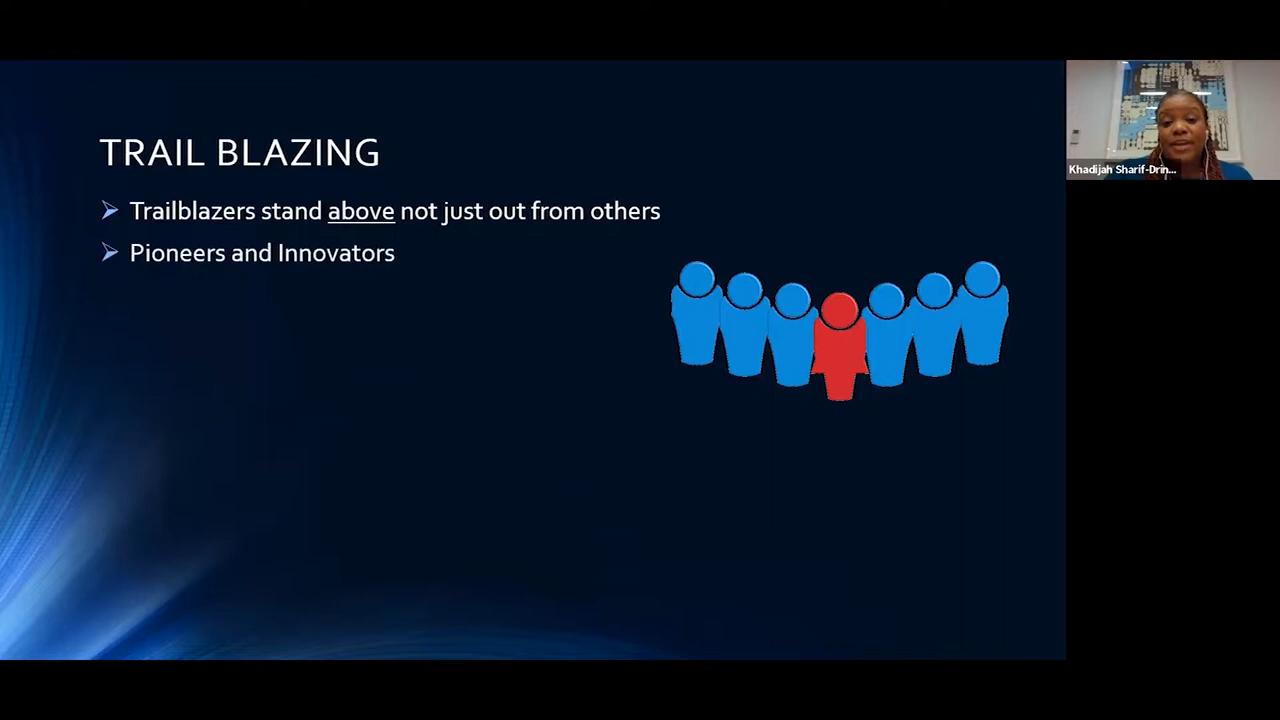 TRAIL BLAZING
Trailblazers stand above not just out from others
Pioneers and Innovators
Khadijah Sharif-Drin...